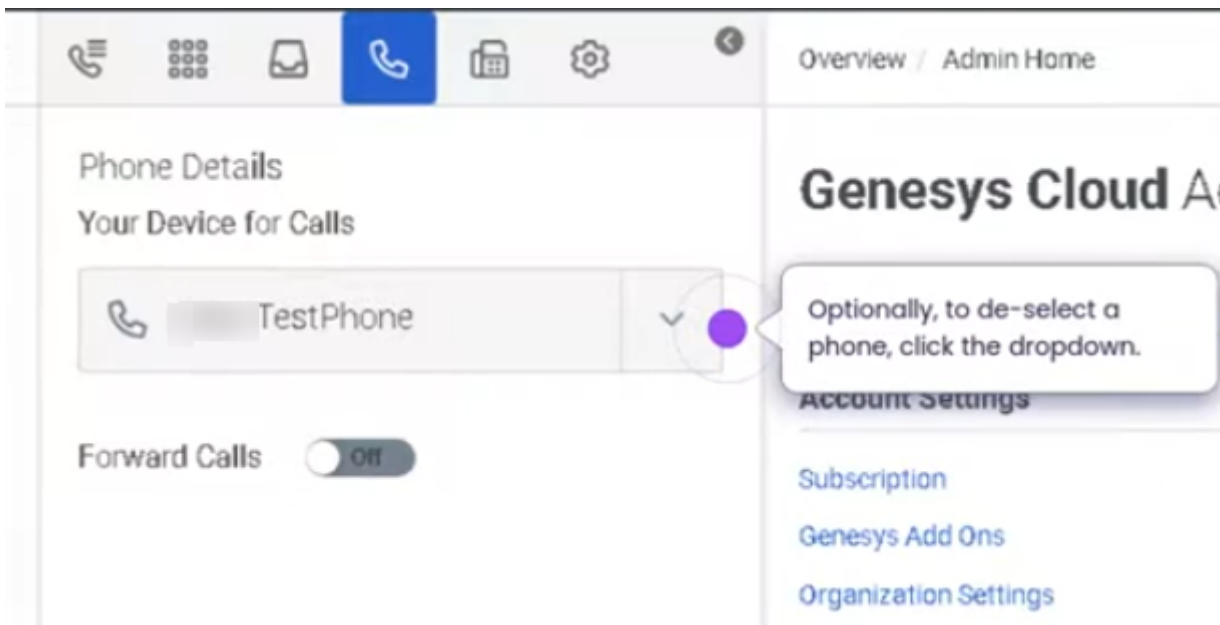 Overview / Admin Home
Phone Details
Your Device for Calls
TestPhone
Forward Calls
Off
Genesys Cloud
Optionally, to de-select a
phone, click the dropdown.
Account Settings
Subscription
Genesys Add Ons
Organization Settings